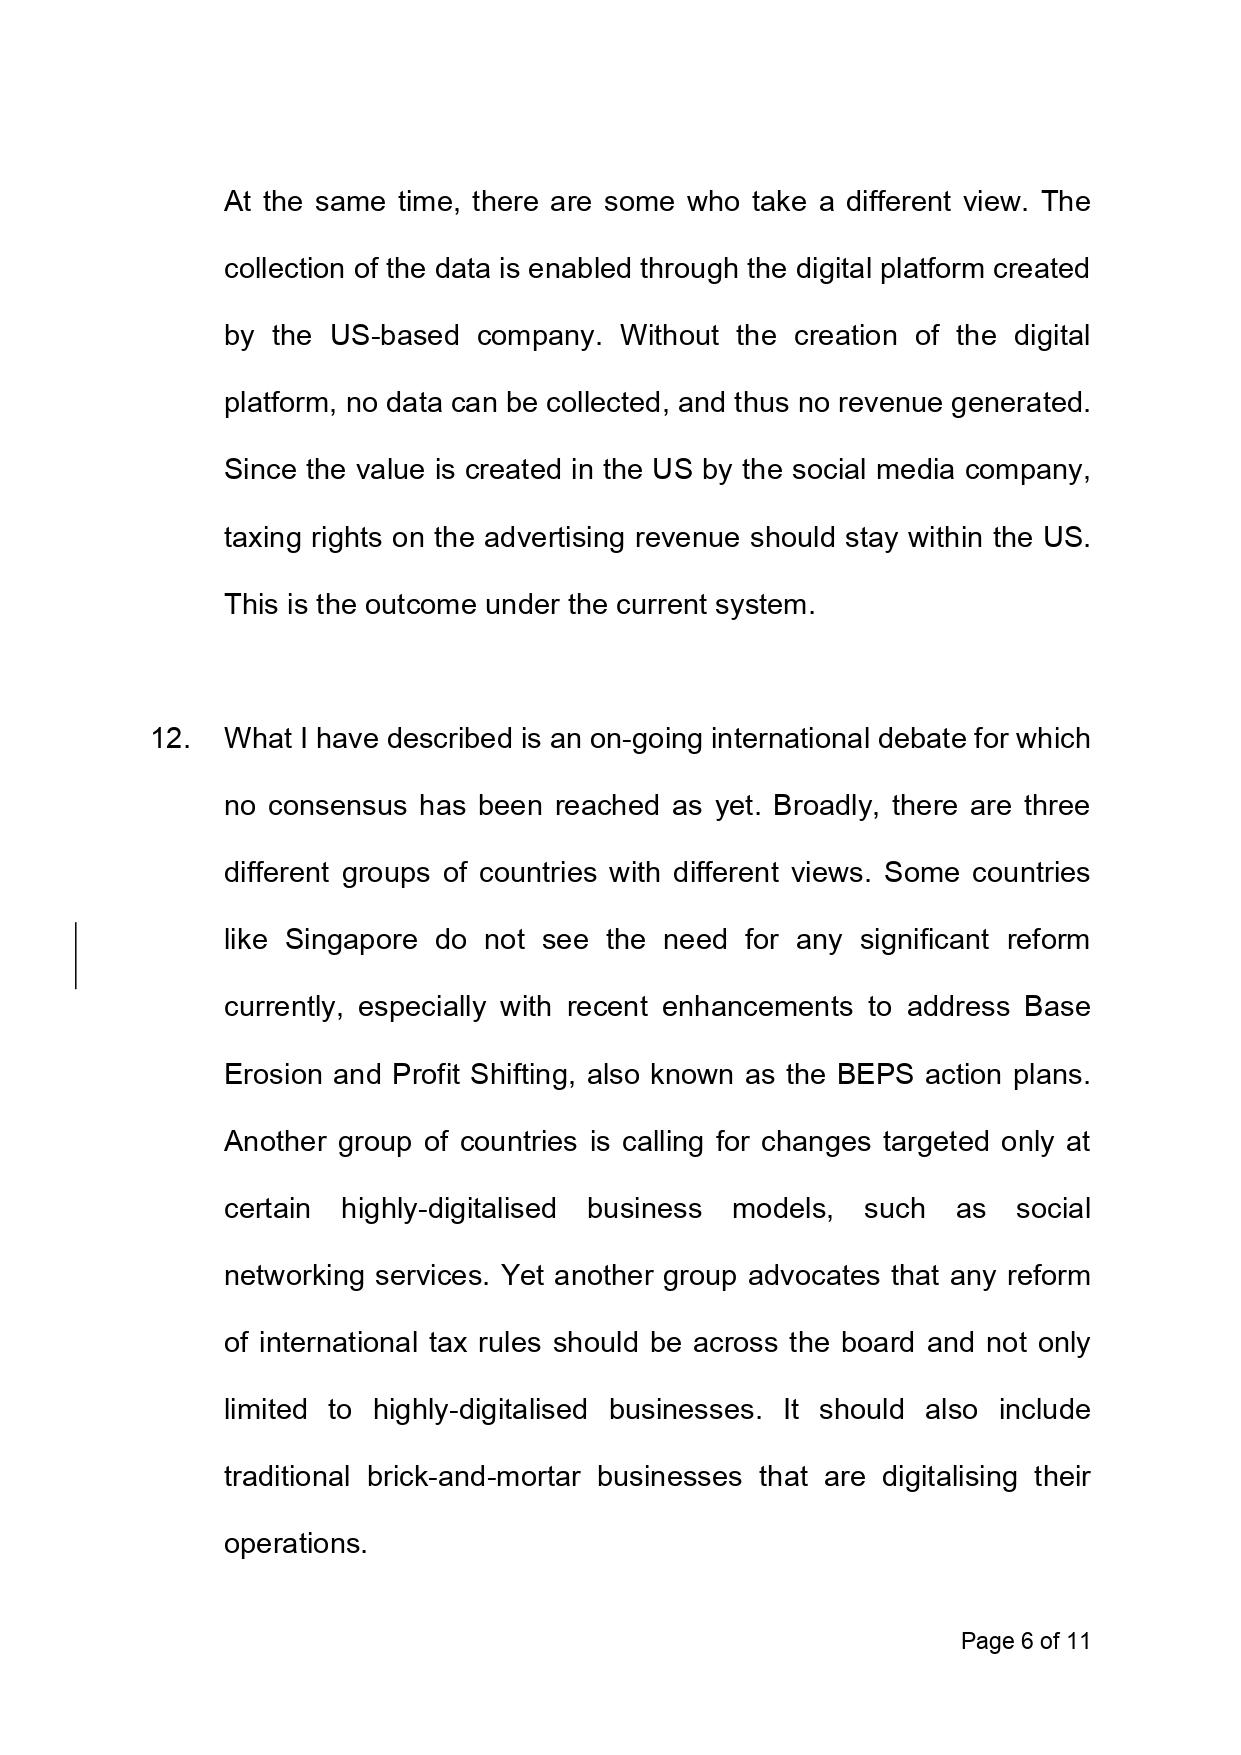 At the same time, there are some who take a different view. The
collection of the data is enabled through the digital platform created
by the US-based company. Without the creation of the digital
platform, no data can be collected, and thus no revenue generated.
Since the value is created in the US by the social media company,
taxing rights on the advertising revenue should stay within the US.
This is the outcome under the current system.
12. What I have described is an on-going international debate for which
no consensus has been reached as yet. Broadly, there are three
different groups of countries with different views. Some countries
like Singapore do not see the need for any significant reform
currently, especially with recent enhancements to address Base
Erosion and Profit Shifting, also known as the BEPS action plans.
Another group of countries is calling for changes targeted only at
certain highly-digitalised business models, such as social
networking services. Yet another group advocates that any reform
of international tax rules should be across the board and not only
limited to highly-digitalised businesses. It should also include
traditional brick-and-mortar businesses that are digitalising their
operations.
Page 6 of 11